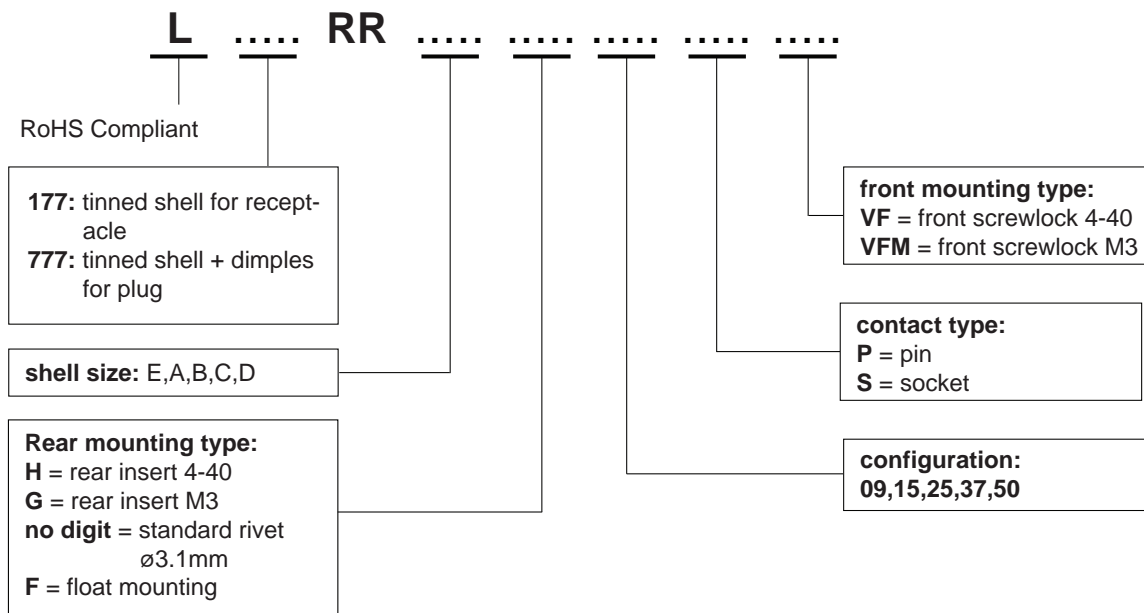 L ..... RR ..... ..... ..... ..... .....
RoHS Compliant
177: tinned shell for recept-
acle
777: tinned shell + dimples
for plug
shell size: E,A,B,C,D
Rear mounting type:
H = rear insert 4-40
G = rear insert M3
no digit = standard rivet
ø3.1mm
F = float mounting
front mounting type:
VF = front screwlock 4-40
VFM = front screwlock M3
contact type:
P = pin
S = socket
configuration:
09,15,25,37,50